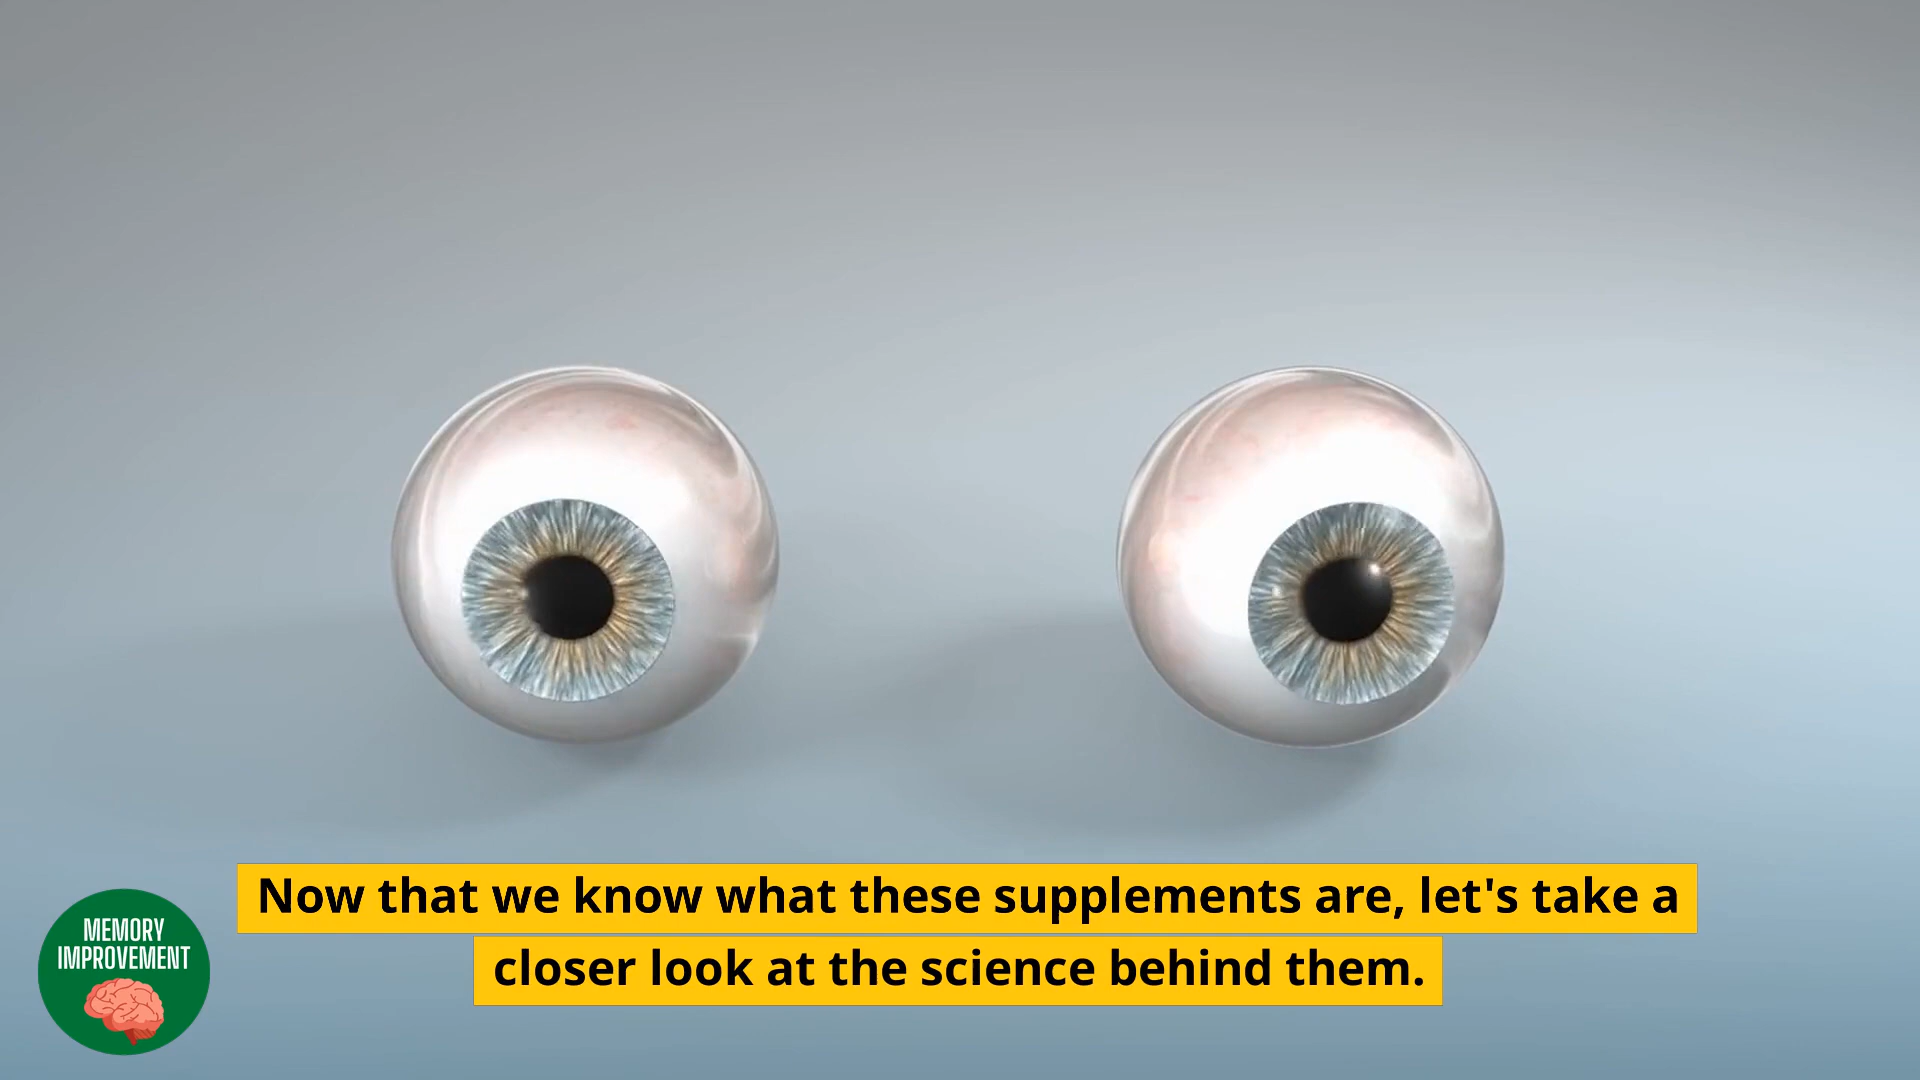 Now that we know what these supplements are, let's take a
closer look at the science behind them.
MEMORY
IMPROVEMENT